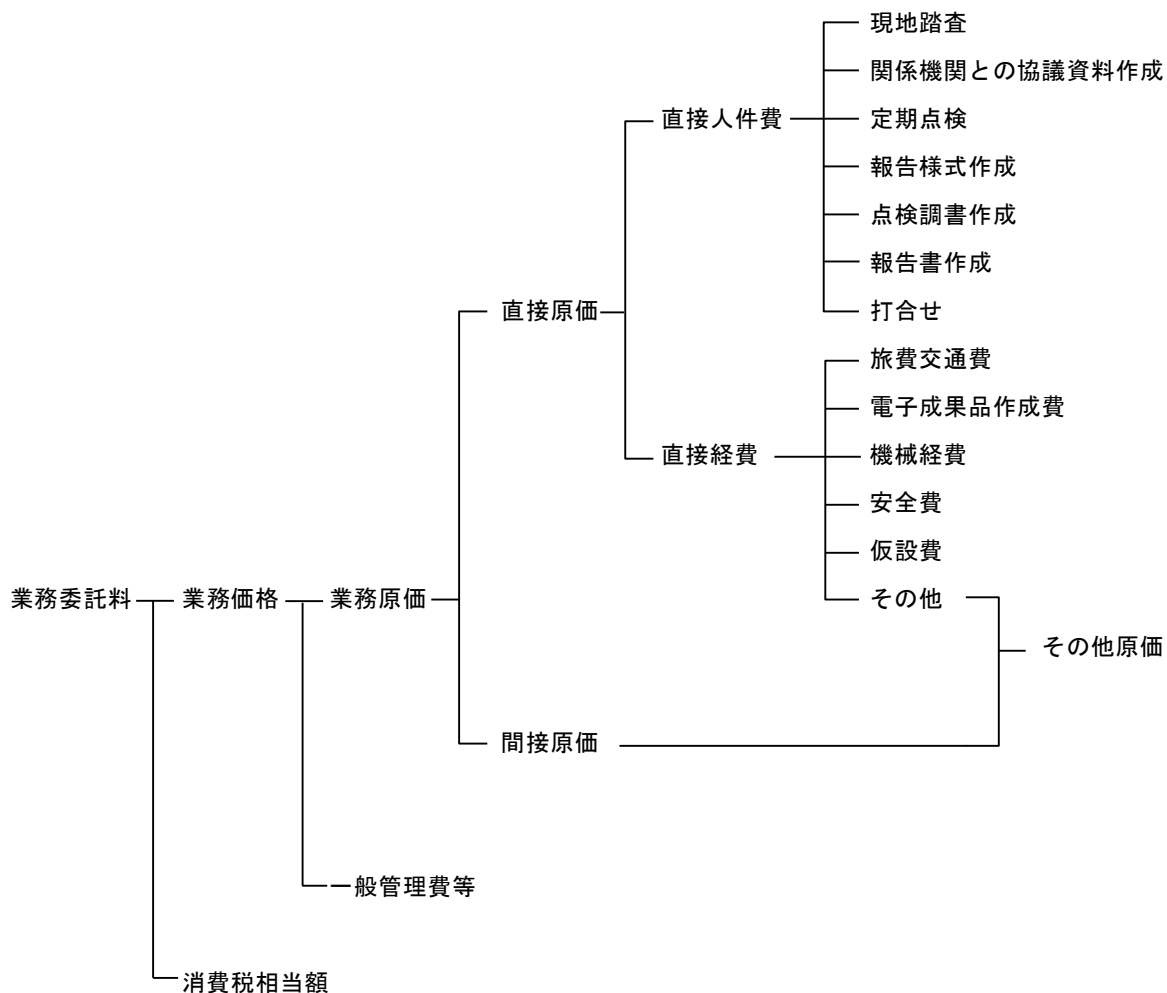 現地踏査
関係機関との協議資料作成
直接人件費
定期点検
報告様式作成
点検調書作成
報告書作成
直接原価
打合せ
旅費交通費
電子成果品作成費
直接経費
機械経費
安全費
仮設費
業務委託料
業務価格
業務原価
その他
その他原価
間接原価
一般管理費等
消費税相当額